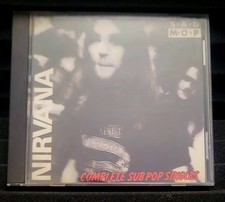 NIRVANA
M·O·P
COMPLETE SUB POP SINGLES